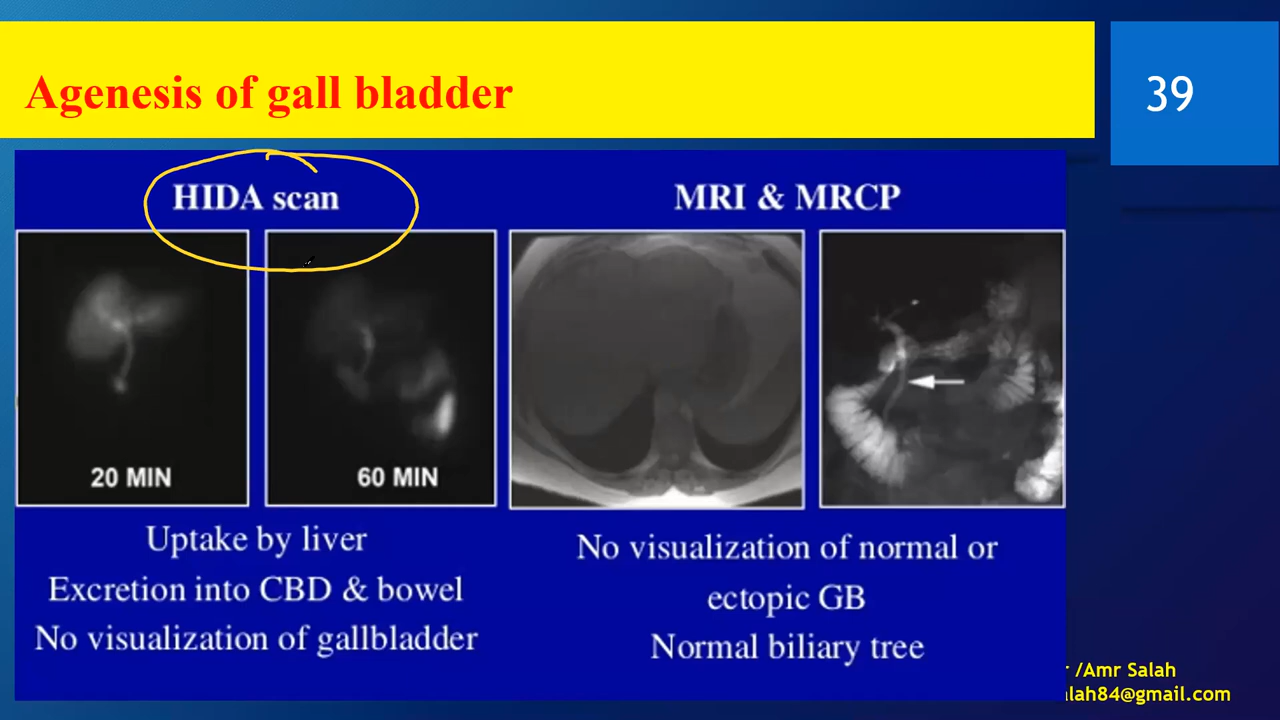 Agenesis of gall bladder
39
HIDA scan
MRI & MRCP
20 MIN
60 MIN
Uptake by liver
Excretion into CBD & bowel
No visualization of gallbladder
No visualization of normal or
ectopic GB
Normal biliary tree
r /Amr Salah
alah84@gmail.com